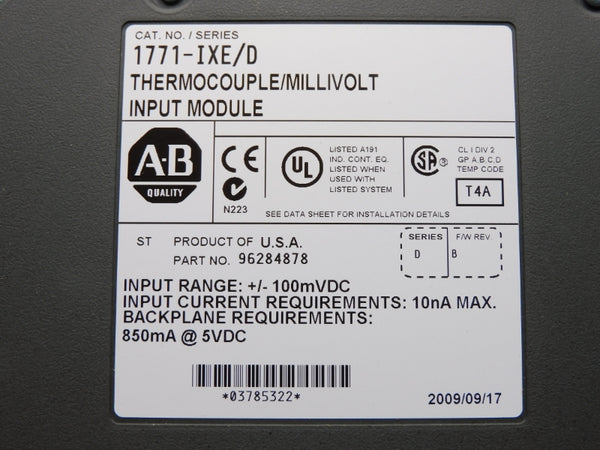 CAT. NO. / SERIES
1771-IXE/D
THERMOCOUPLE/MILLIVOLT
INPUT MODULE
A-B
QUALITY
CE
N223
UL
LISTED A191
IND. CONT. EQ.
LISTED WHEN
USED WITH
LISTED SYSTEM
SA
CL I DIV 2
GP A,B,C,D
TEMP CODE
T4A
SEE DATA SHEET FOR INSTALLATION DETAILS
ST PRODUCT OF U.S.A.
PART NO. 96284878
SERIES F/W REV.
D B
INPUT RANGE: +/- 100mVDC
INPUT CURRENT REQUIREMENTS: 10nA MAX.
BACKPLANE REQUIREMENTS:
850mA @ 5VDC
*03785322*
2009/09/17